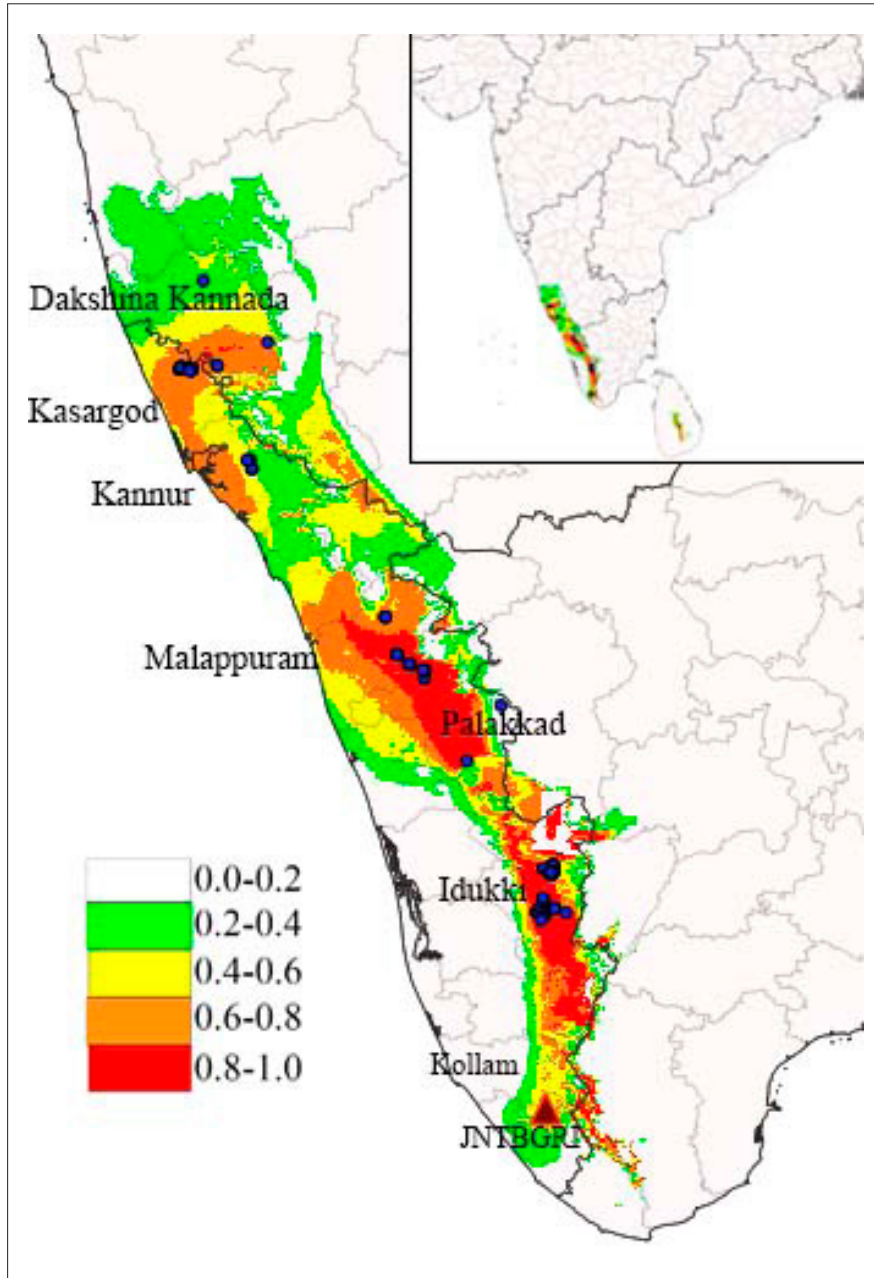 Dakshina Kannada
Kasargod
Kannur
Malappuram
Palakkad
Idukki
Kollam
JNTBGRI
0.0-0.2
0.2-0.4
0.4-0.6
0.6-0.8
0.8-1.0